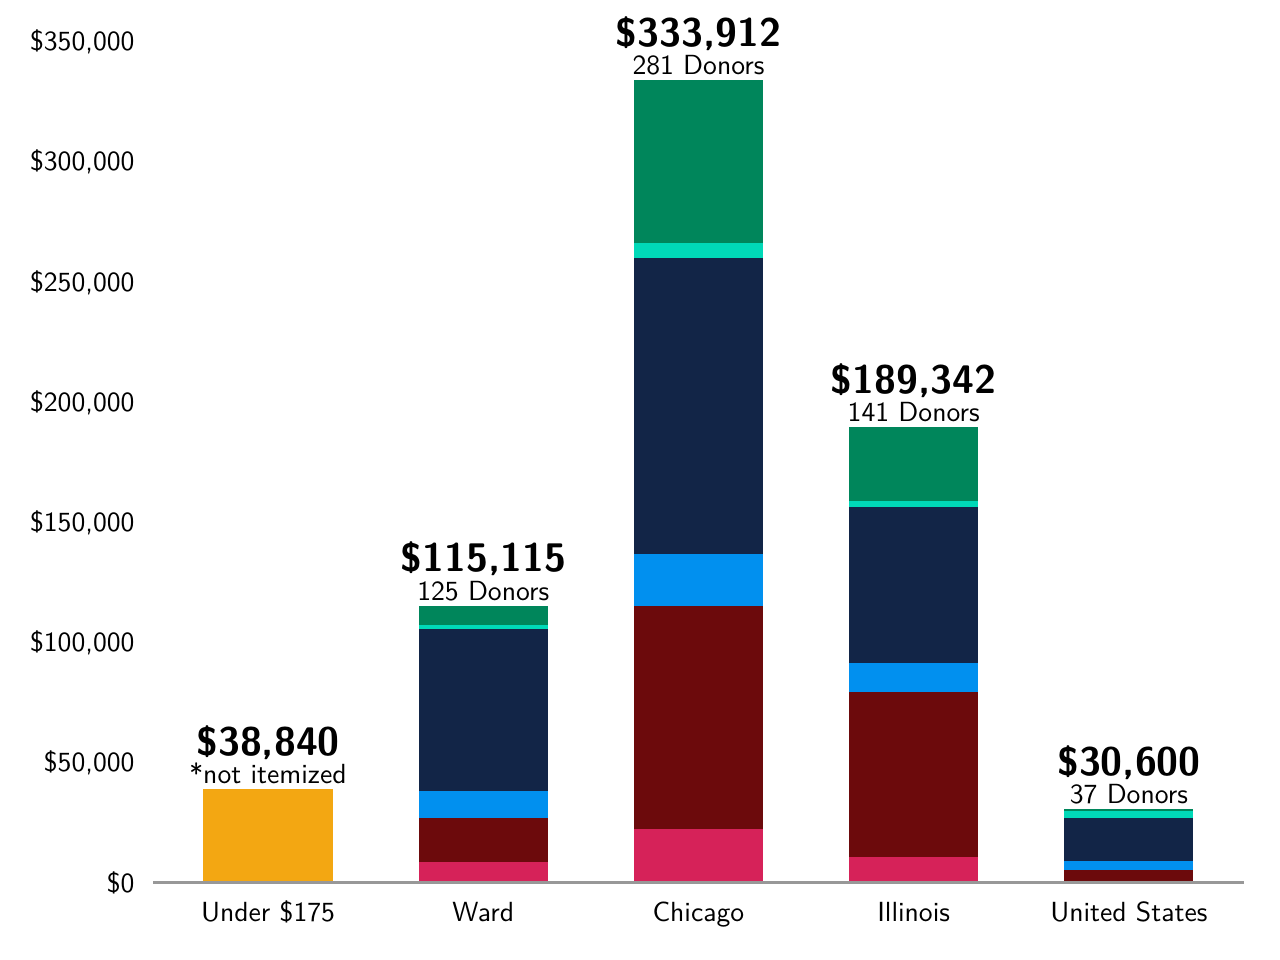 $350,000
$300,000
$250,000
$200,000
$150,000
$100,000
$50,000
$0
$38,840
*not itemized
$115,115
125 Donors
$333,912
281 Donors
$189,342
141 Donors
$30,600
37 Donors
Under $175
Ward
Chicago
Illinois
United States